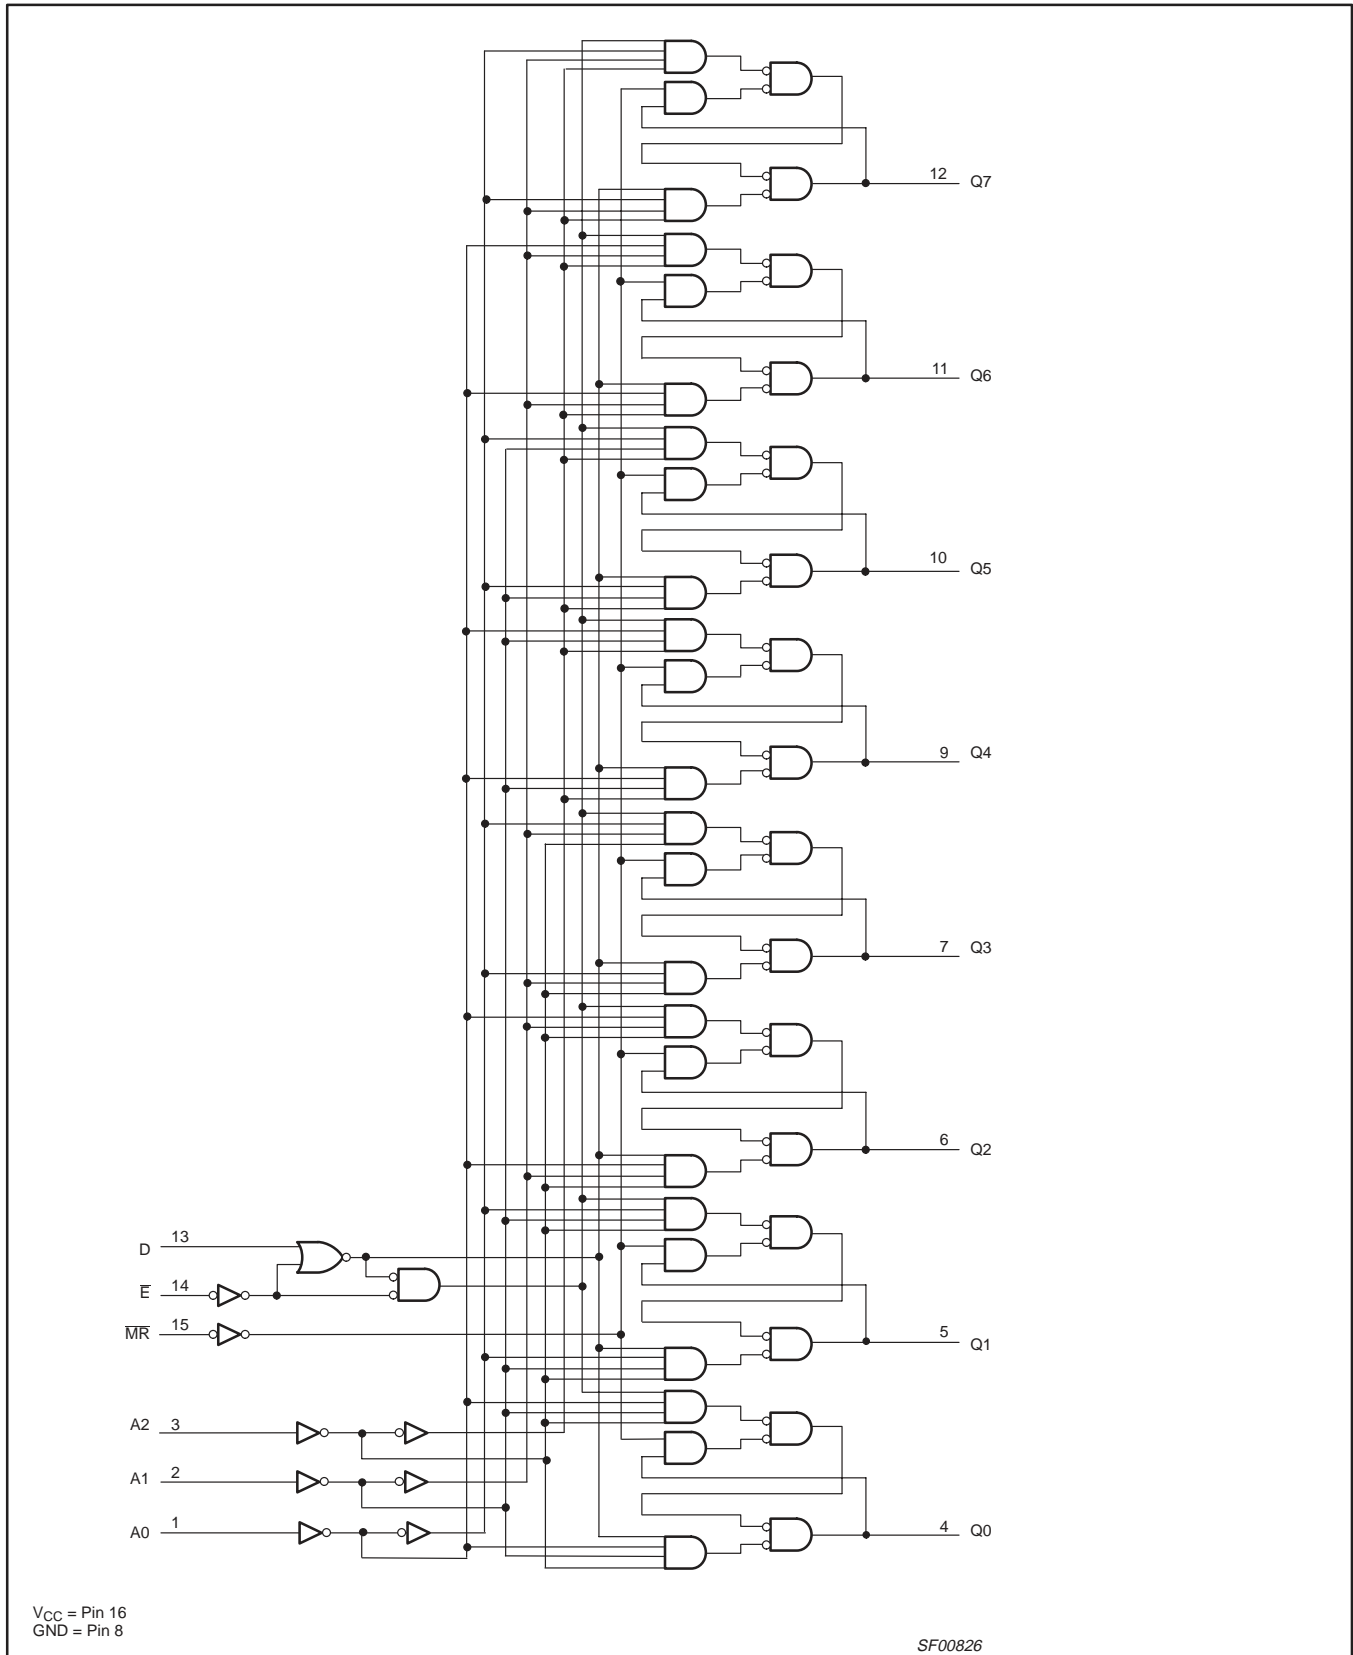 12 Q7
11 Q6
10 Q5
9 Q4
7 Q3
6 Q2
D 13
E̅ 14
M̅R̅ 15
5 Q1
A2 3
A1 2
A0 1
4 Q0
VCC = Pin 16
GND = Pin 8
SF00826